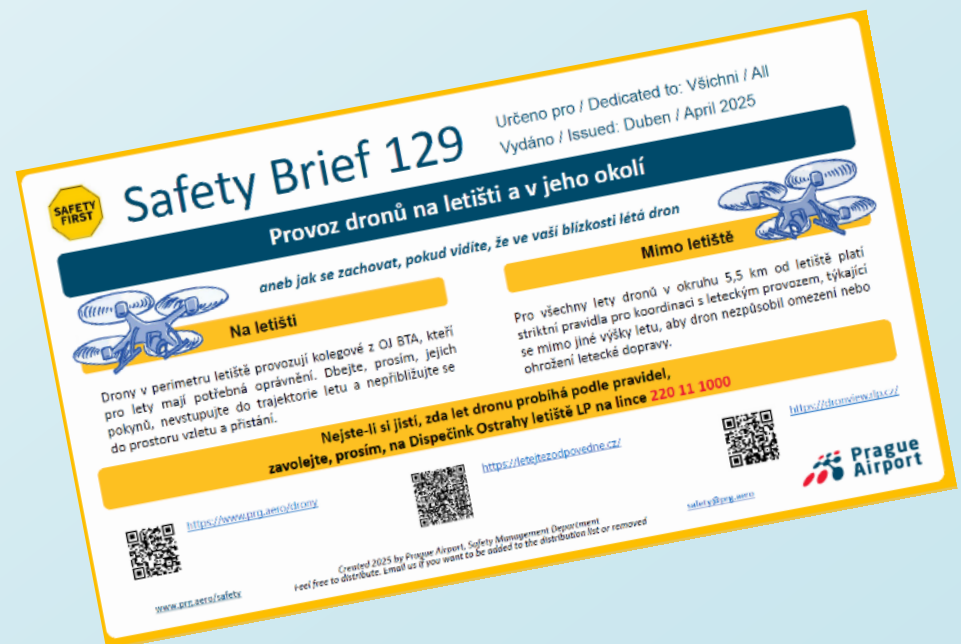 SAFETY
FIRST
Safety Brief 129
Určeno pro / Dedicated to: Všichni / All
Vydáno / Issued: Duben / April 2025
Provoz dronů na letišti a v jeho okolí
aneb jak se zachovat, pokud vidíte, že ve vaší blízkosti létá dron
Na letišti
Drony v perimetru letiště provozují kolegové z OJ BTA, kteří
pro lety mají potřebná oprávnění. Dbejte, prosím, jejich
pokynů, nevstupujte do trajektorie letu a nepřibližujte se
do prostoru vzletu a přistání.
Mimo letiště
Pro všechny lety dronů v okruhu 5,5 km od letiště platí
striktní pravidla pro koordinaci s leteckým provozem, týkající
se mimo jiné výšky letu, aby dron nezpůsobil omezení nebo
ohrožení letecké dopravy.
Nejste-li si jistí, zda let dronu probíhá podle pravidel,
zavolejte, prosím, na Dispečink Ostrahy letiště LP na lince 220 11 1000
https://www.prg.aero/drony
https://letejtezodpovedne.cz/
https://dronview.rlp.cz/
Prague
Airport
www.prg.aero/safety
Created 2025 by Prague Airport, Safety Management Department
Feel free to distribute. Email us if you want to be added to the distribution list or removed
safety@prg.aero